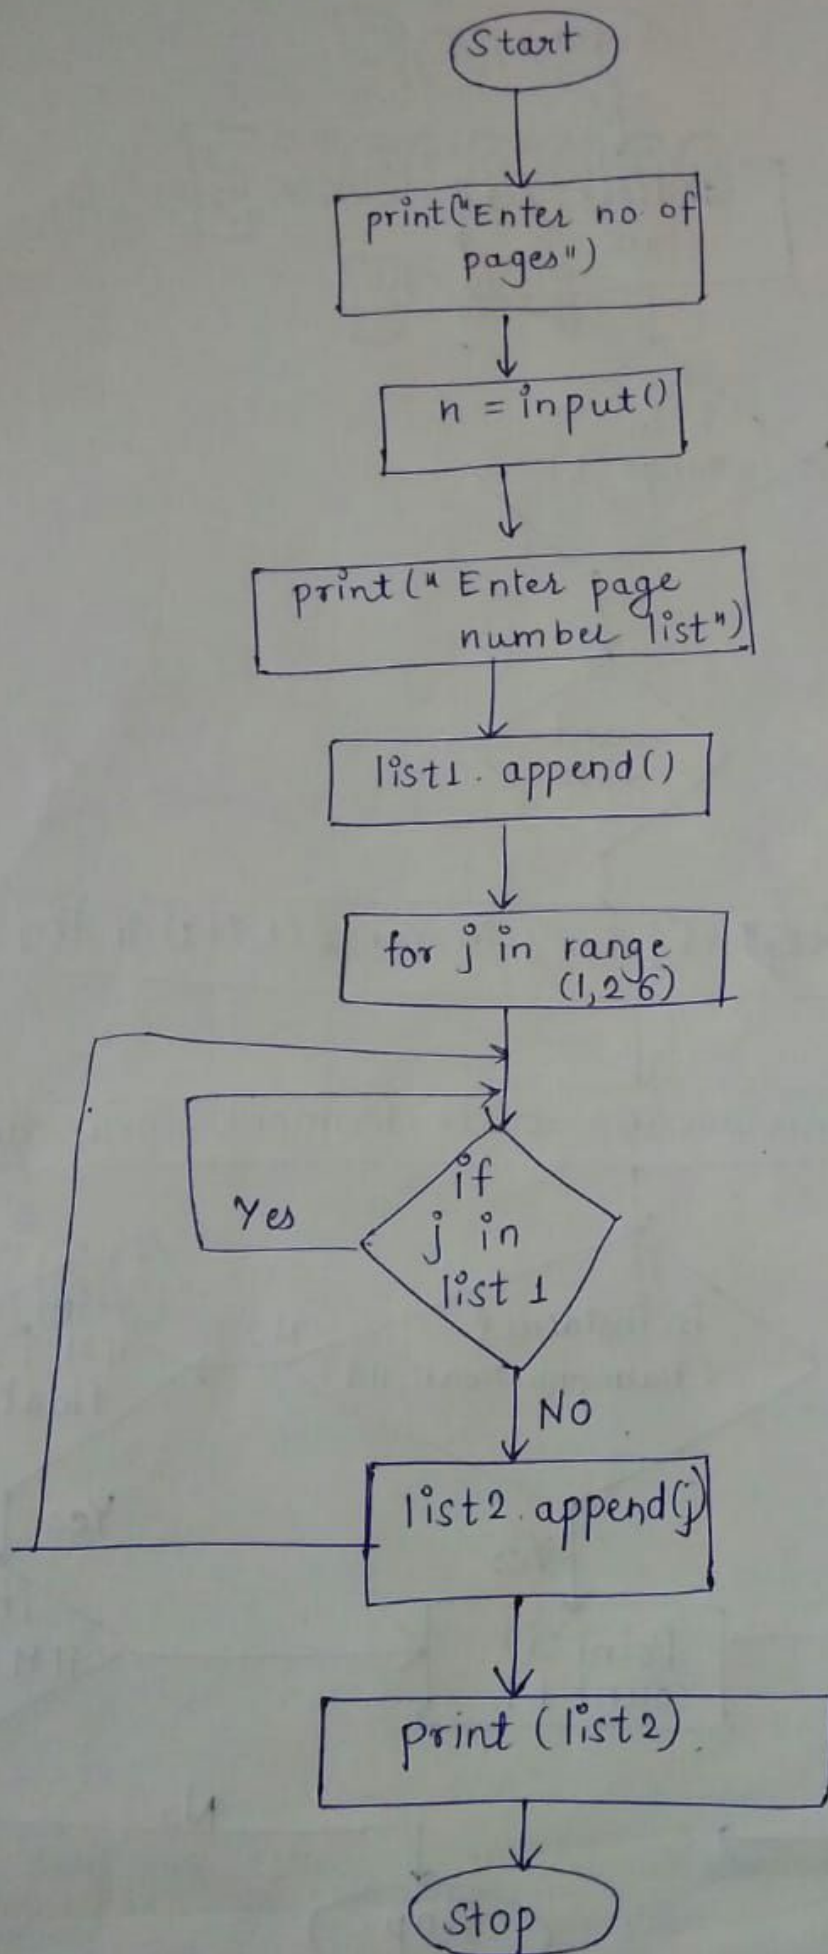 Start
print("Enter no of
pages")
n = input()
print("Enter page
number list")
list1. append()
for j in range
(1,26)
if
j in
list 1
Yes
NO
list2. append(j)
print (list2)
stop